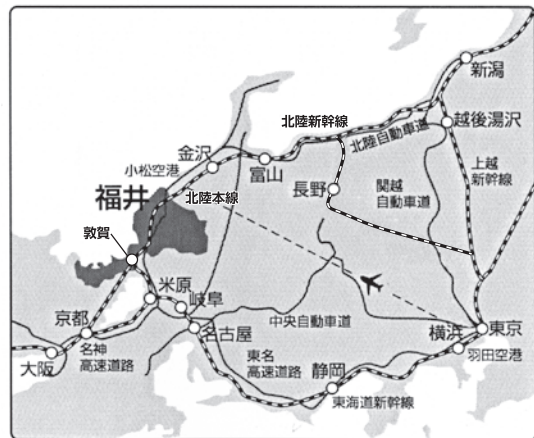 新潟
北陸新幹線
越後湯沢
北陸自動車道
金沢
小松空港
富山
上越
新幹線
福井
北陸本線
長野
関越
自動車道
敦賀
米原
岐阜
京都
名古屋
中央自動車道
横浜
東京
大阪
名神
高速道路
東名
高速道路
静岡
羽田空港
東海道新幹線